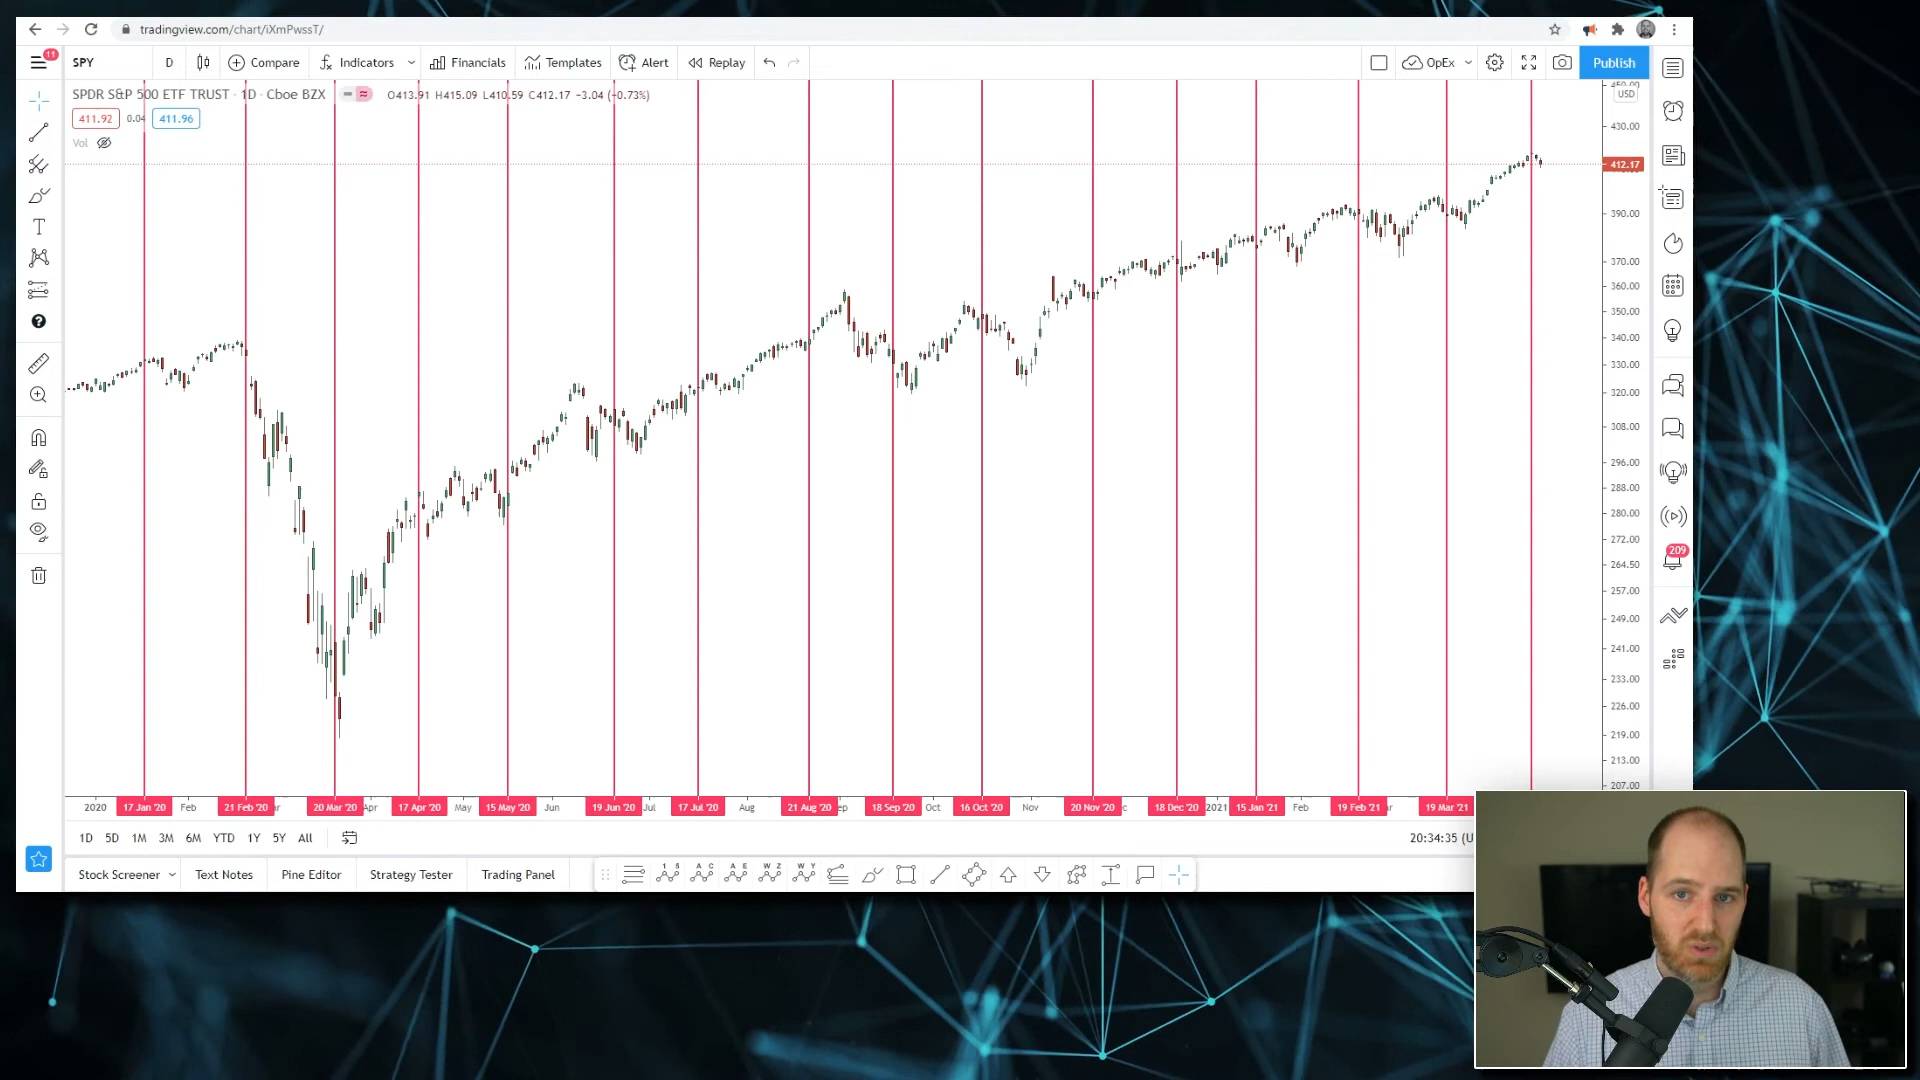 tradingview.com/chart/iXmPwssT/
11
SPY
D
Compare
Indicators
Financials
Templates
Alert
Replay
OpEx
Publish
SPDR S&P 500 ETF TRUST · 1D · Cboe BZX
O413.91 H415.09 L410.59 C412.17 −3.04 (−0.73%)
411.92
0.04
411.96
Vol
USD
430.00
412.17
390.00
370.00
360.00
350.00
340.00
330.00
320.00
308.00
296.00
288.00
280.00
272.00
264.50
257.00
249.00
241.00
233.00
226.00
219.00
213.00
207.00
209
2020
17 Jan '20
Feb
21 Feb '20
20 Mar '20
Apr
17 Apr '20
May
15 May '20
Jun
19 Jun '20
Jul
17 Jul '20
Aug
21 Aug '20
18 Sep '20
Oct
16 Oct '20
Nov
20 Nov '20
18 Dec '20
2021
15 Jan '21
Feb
19 Feb '21
19 Mar '21
1D 5D 1M 3M 6M YTD 1Y 5Y All
20:34:35 (U
Stock Screener
Text Notes
Pine Editor
Strategy Tester
Trading Panel